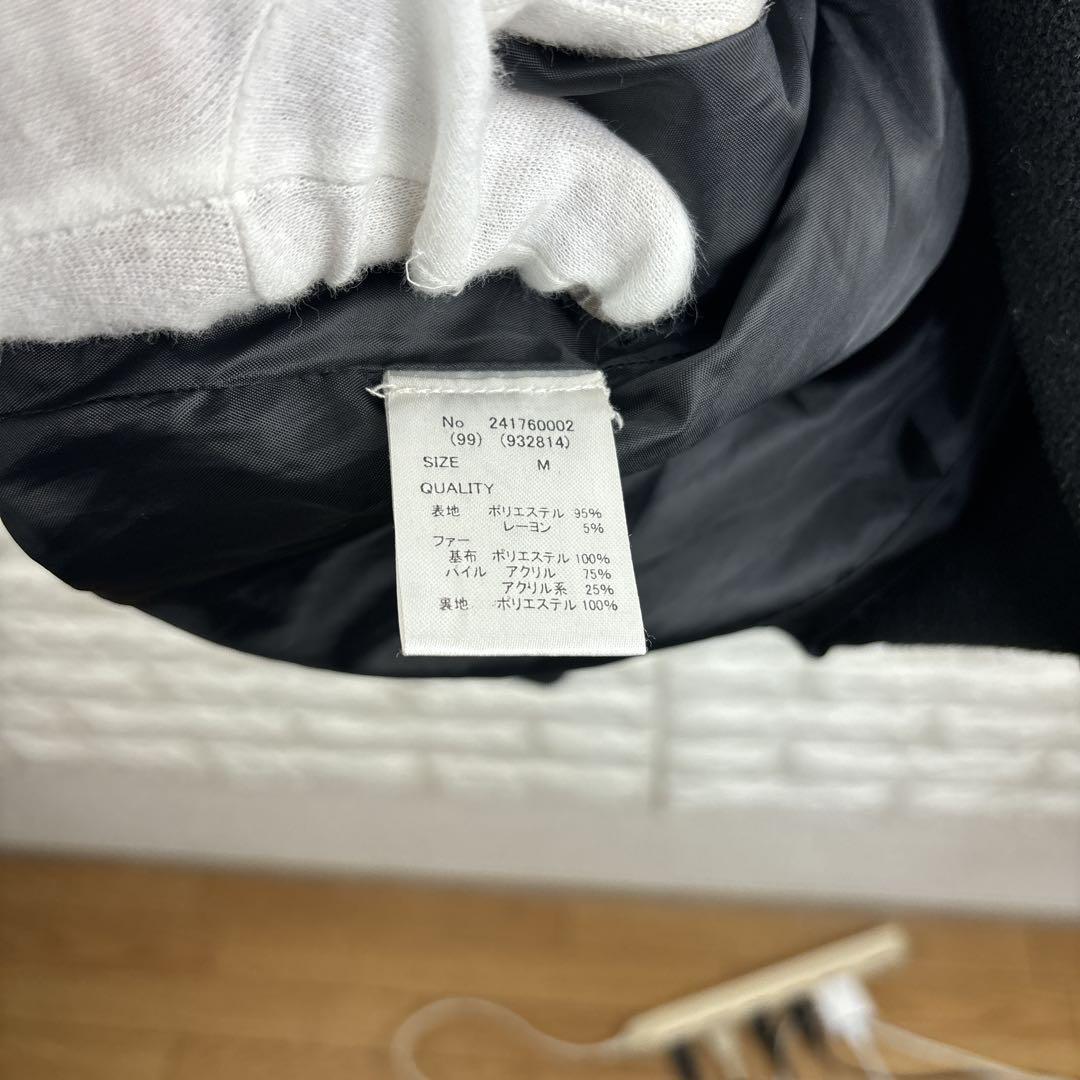 No 241760002
(99) (932814)
SIZE M
QUALITY
表地 ポリエステル 95%
レーヨン 5%
ファー
基布 ポリエステル 100%
パイル アクリル 75%
アクリル系 25%
裏地 ポリエステル 100%